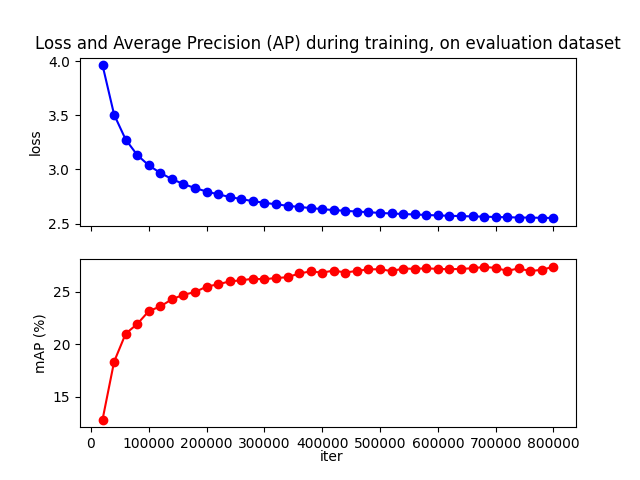 Loss and Average Precision (AP) during training, on evaluation dataset
4.0
3.5
3.0
2.5
loss
25
20
15
mAP (%)
0 100000 200000 300000 400000 500000 600000 700000 800000
iter